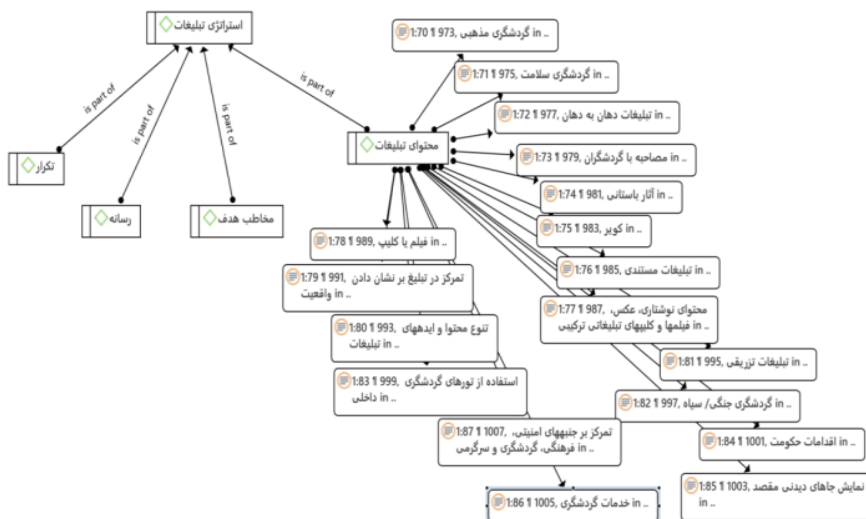 استراتژی تبلیغات
is part of
is part of
is part of
is part of
تکرار
رسانه
مخاطب هدف
محتوای تبلیغات
1:70 ¶ 973, گردشگری مذهبی in ..
1:71 ¶ 975, گردشگری سلامت in ..
1:72 ¶ 977, تبلیغات دهان به دهان in ..
1:73 ¶ 979, مصاحبه با گردشگران in ..
1:74 ¶ 981, آثار باستانی in ..
1:75 ¶ 983, کویر in ..
1:76 ¶ 985, تبلیغات مستندی in ..
1:77 ¶ 987, محتوای نوشتاری، عکس،
فیلمها و کلیپهای تبلیغاتی ترکیبی in ..
1:78 ¶ 989, فیلم یا کلیپ in ..
1:79 ¶ 991, تمرکز در تبلیغ بر نشان دادن
واقعیت in ..
1:80 ¶ 993, تنوع محتوا و ایدههای
تبلیغات in ..
1:81 ¶ 995, تبلیغات تزریقی in ..
1:82 ¶ 997, گردشگری جنگی/ سیاه in ..
1:83 ¶ 999, استفاده از تورهای گردشگری
داخلی in ..
1:84 ¶ 1001, اقدامات حکومت in ..
1:87 ¶ 1007, تمرکز بر جنبههای امنیتی،
فرهنگی، گردشگری و سرگرمی in ..
1:85 ¶ 1003, نمایش جاهای دیدنی مقصد
in ..
1:86 ¶ 1005, خدمات گردشگری in ..